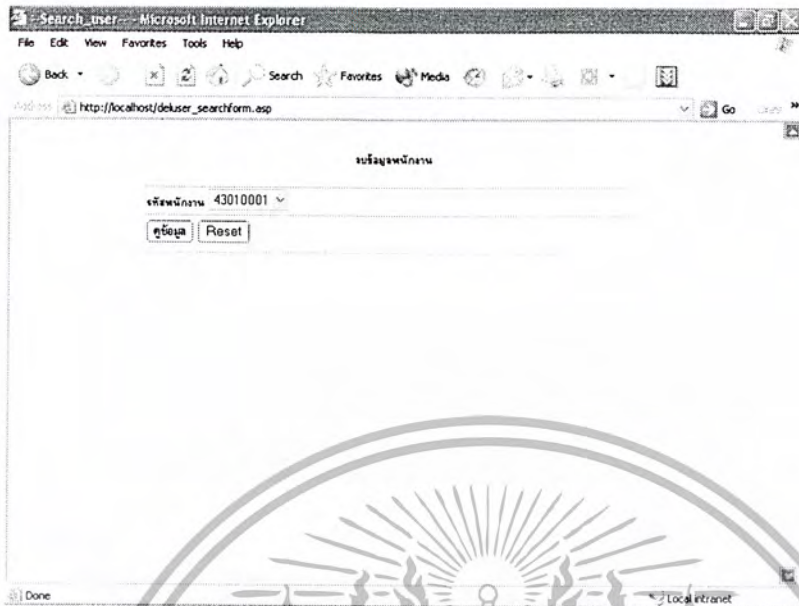 Search_user-- - Microsoft Internet Explorer
File Edit View Favorites Tools Help
Back Search Favorites Media
Address http://localhost/deluser_searchform.asp Go Links »
ลบข้อมูลพนักงาน
รหัสพนักงาน 43010001
ดูข้อมูล Reset
Done Local intranet